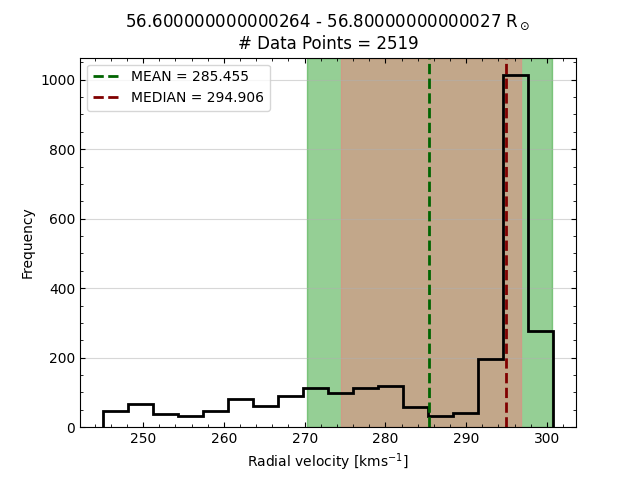 56.600000000000264 - 56.80000000000027 R⊙
# Data Points = 2519
MEAN = 285.455
MEDIAN = 294.906
1000
800
600
400
200
0
Frequency
250 260 270 280 290 300
Radial velocity [kms⁻¹]